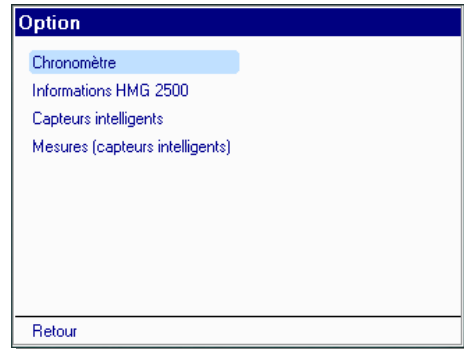 Option
Chronomètre
Informations HMG 2500
Capteurs intelligents
Mesures (capteurs intelligents)
Retour